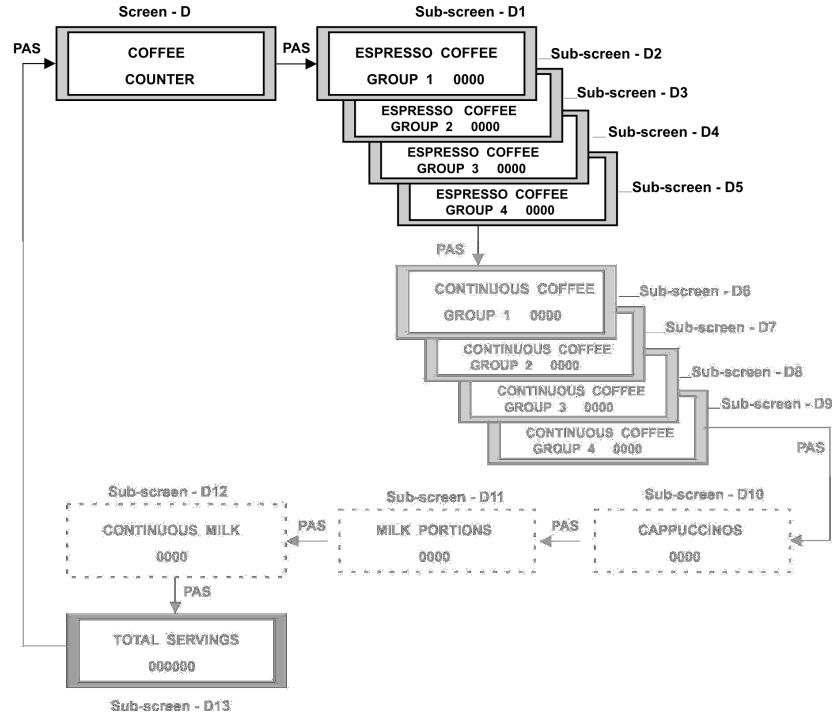 Screen - D
Sub-screen - D1
PAS
COFFEE
COUNTER
PAS
ESPRESSO COFFEE
GROUP 1 0000
Sub-screen - D2
ESPRESSO COFFEE
GROUP 2 0000
Sub-screen - D3
ESPRESSO COFFEE
GROUP 3 0000
Sub-screen - D4
ESPRESSO COFFEE
GROUP 4 0000
Sub-screen - D5
PAS
CONTINUOUS COFFEE
GROUP 1 0000
Sub-screen - D6
CONTINUOUS COFFEE
GROUP 2 0000
Sub-screen - D7
CONTINUOUS COFFEE
GROUP 3 0000
Sub-screen - D8
CONTINUOUS COFFEE
GROUP 4 0000
Sub-screen - D9
PAS
Sub-screen - D12
CONTINUOUS MILK
0000
PAS
Sub-screen - D11
MILK PORTIONS
0000
PAS
Sub-screen - D10
CAPPUCCINOS
0000
PAS
TOTAL SERVINGS
000000
Sub-screen - D13